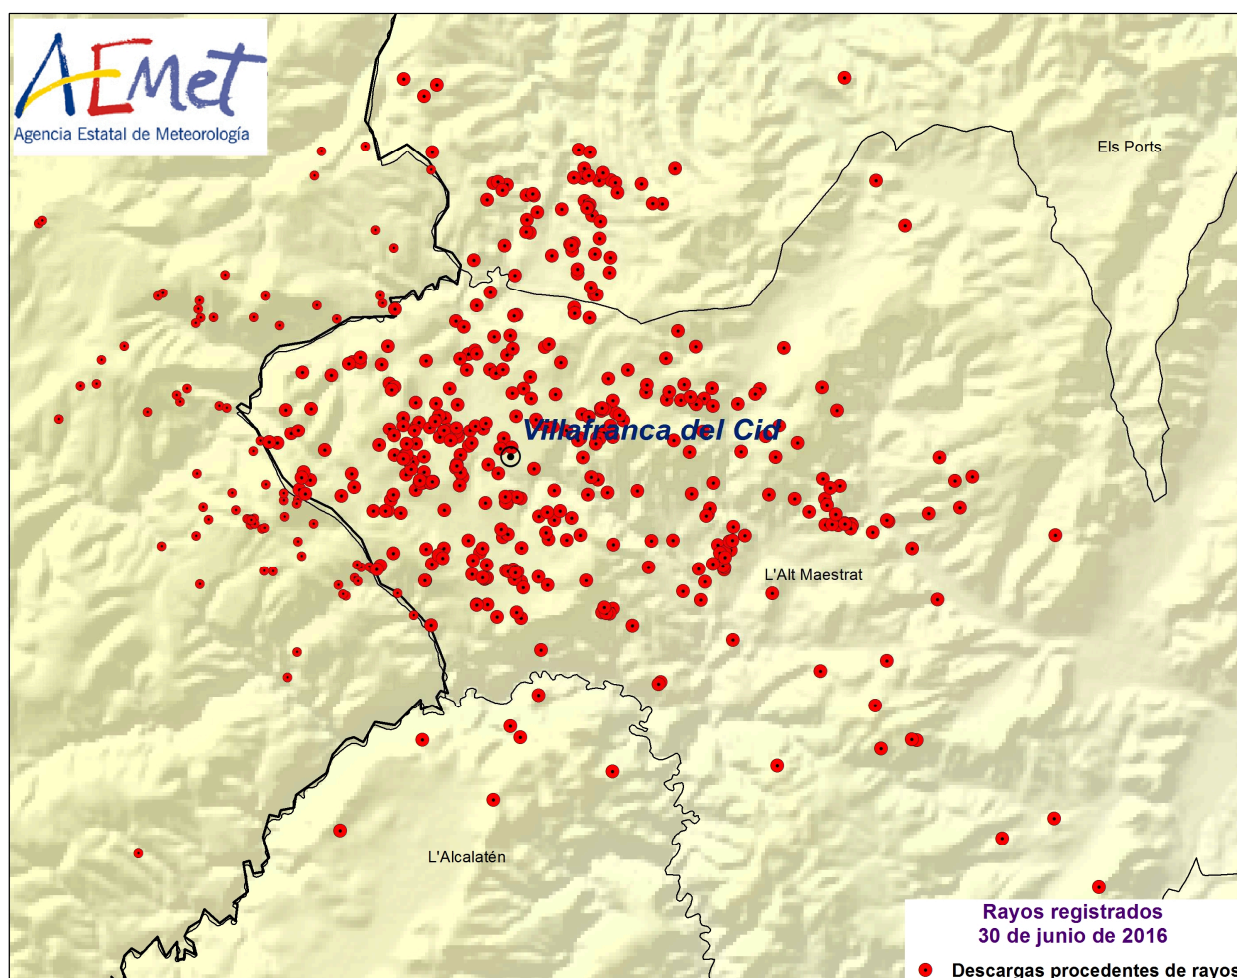 AEMet
Agencia Estatal de Meteorología
Els Ports
Villafranca del Cid
L'Alt Maestrat
L'Alcalatén
Rayos registrados
30 de junio de 2016
Descargas procedentes de rayos